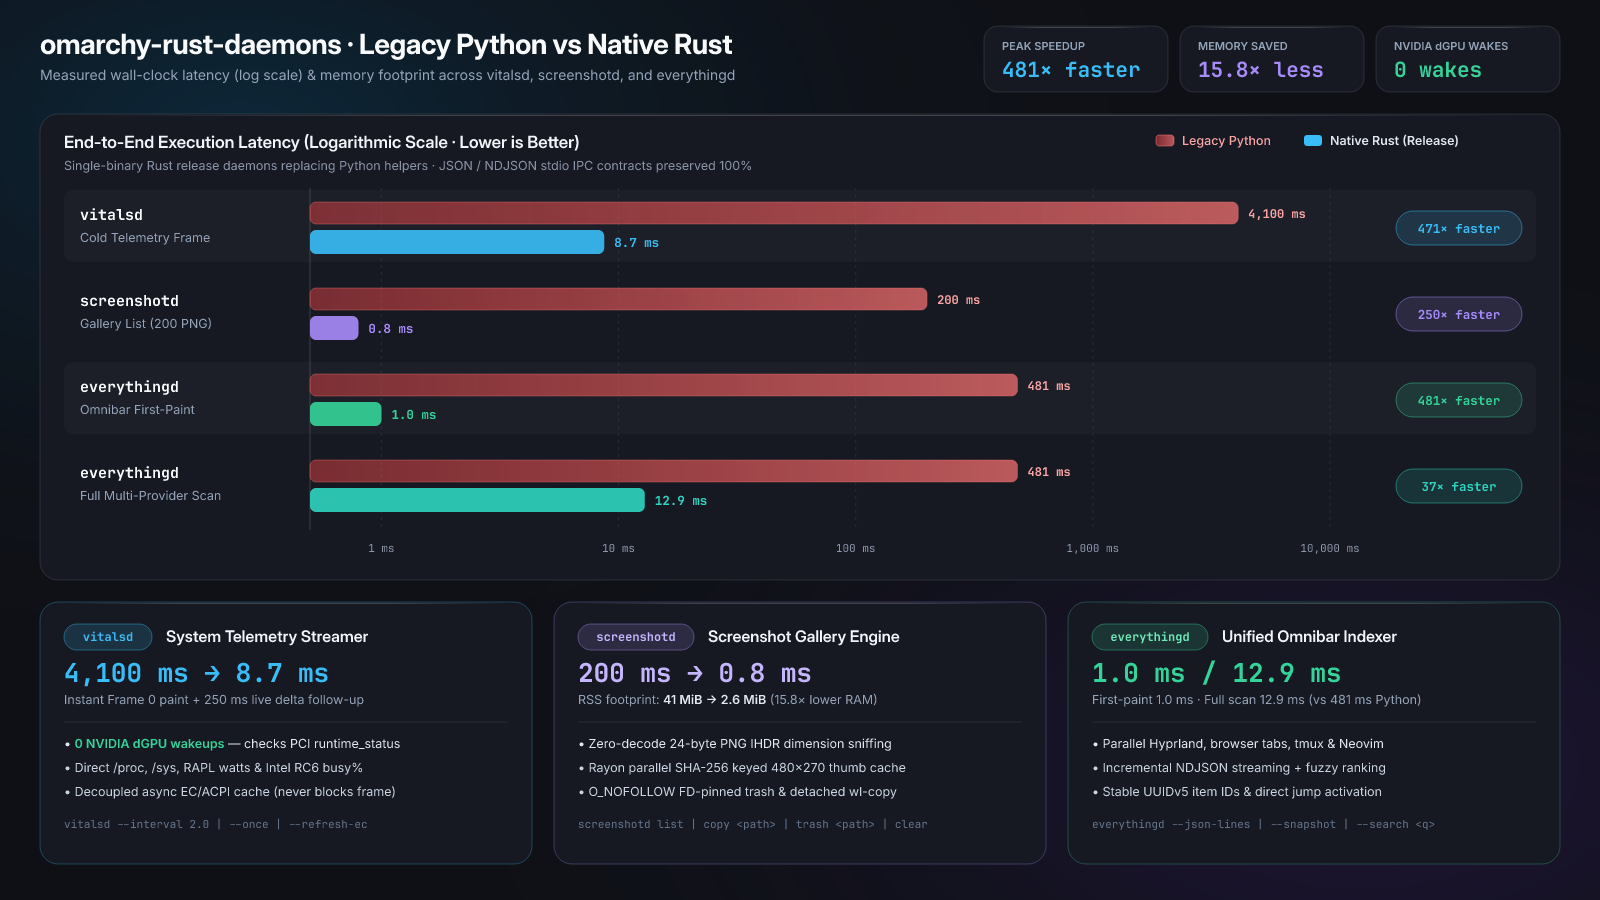 omarchy-rust-daemons · Legacy Python vs Native Rust
Measured wall-clock latency (log scale) & memory footprint across vitalsd, screenshotd, and everythingd
PEAK SPEEDUP
481× faster
MEMORY SAVED
15.8× less
NVIDIA dGPU WAKES
0 wakes
End-to-End Execution Latency (Logarithmic Scale · Lower is Better)
Single-binary Rust release daemons replacing Python helpers · JSON / NDJSON stdio IPC contracts preserved 100%
Legacy Python
Native Rust (Release)
vitalsd
Cold Telemetry Frame
4,100 ms
8.7 ms
471× faster
screenshotd
Gallery List (200 PNG)
200 ms
0.8 ms
250× faster
everythingd
Omnibar First-Paint
481 ms
1.0 ms
481× faster
everythingd
Full Multi-Provider Scan
481 ms
12.9 ms
37× faster
1 ms
10 ms
100 ms
1,000 ms
10,000 ms
vitalsd
System Telemetry Streamer
4,100 ms → 8.7 ms
Instant Frame 0 paint + 250 ms live delta follow-up
• 0 NVIDIA dGPU wakeups — checks PCI runtime_status
• Direct /proc, /sys, RAPL watts & Intel RC6 busy%
• Decoupled async EC/ACPI cache (never blocks frame)
vitalsd --interval 2.0 | --once | --refresh-ec
screenshotd
Screenshot Gallery Engine
200 ms → 0.8 ms
RSS footprint: 41 MiB → 2.6 MiB (15.8× lower RAM)
• Zero-decode 24-byte PNG IHDR dimension sniffing
• Rayon parallel SHA-256 keyed 480×270 thumb cache
• O_NOFOLLOW FD-pinned trash & detached wl-copy
screenshotd list | copy <path> | trash <path> | clear
everythingd
Unified Omnibar Indexer
1.0 ms / 12.9 ms
First-paint 1.0 ms · Full scan 12.9 ms (vs 481 ms Python)
• Parallel Hyprland, browser tabs, tmux & Neovim
• Incremental NDJSON streaming + fuzzy ranking
• Stable UUIDv5 item IDs & direct jump activation
everythingd --json-lines | --snapshot | --search <q>